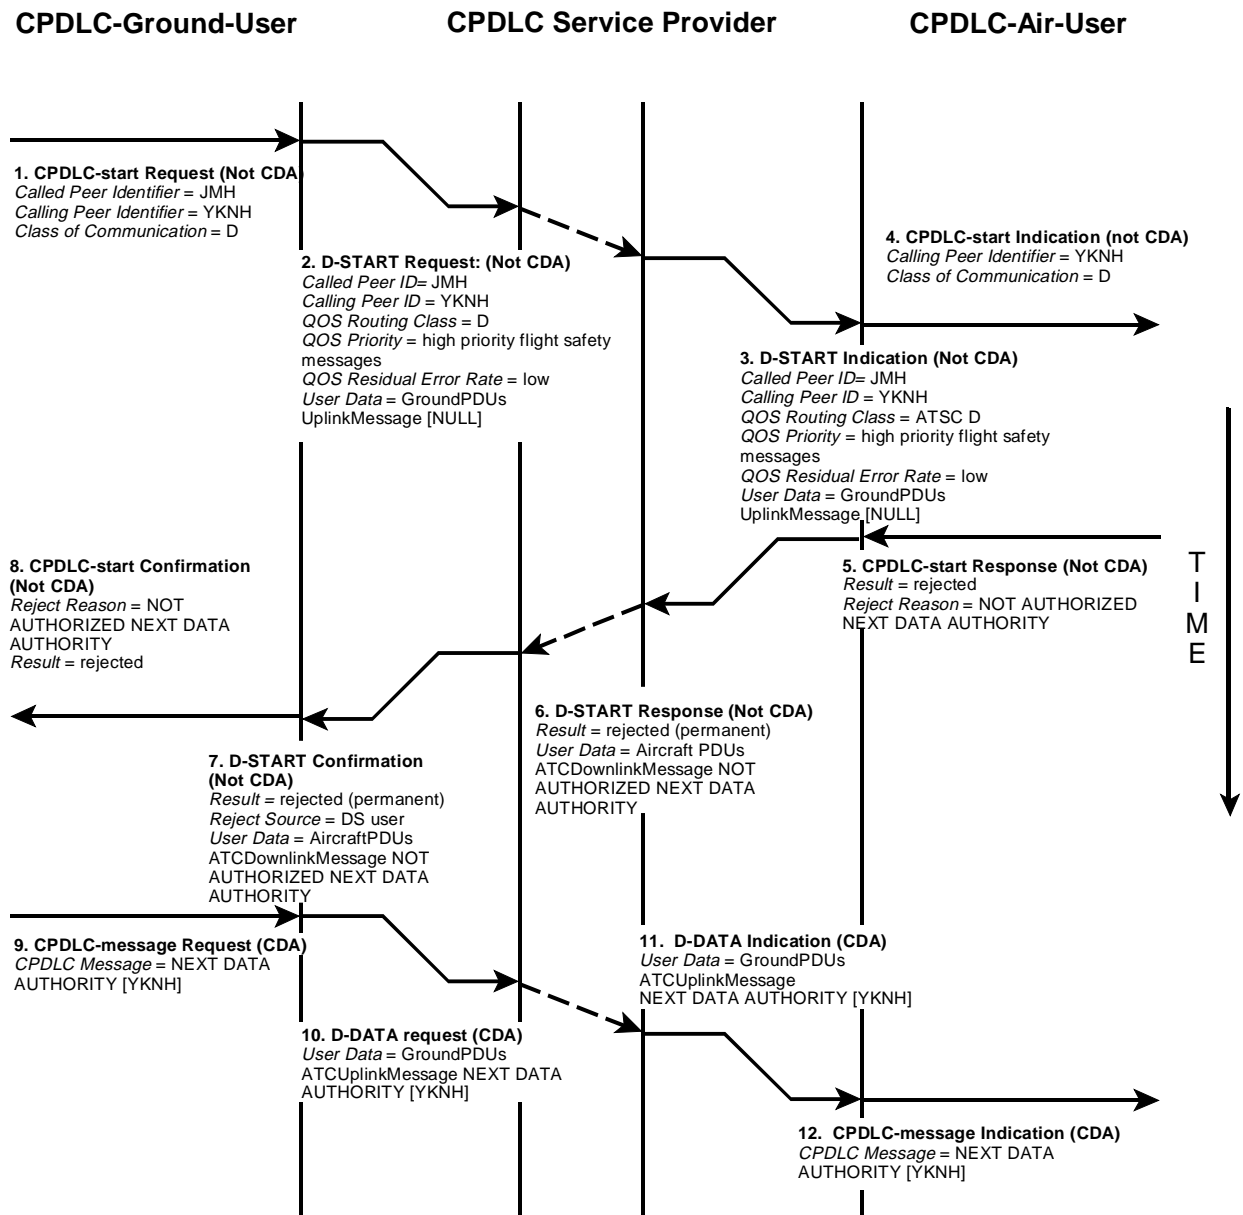 CPDLC-Ground-User
CPDLC Service Provider
CPDLC-Air-User
1. CPDLC-start Request (Not CDA)
Called Peer Identifier = JMH
Calling Peer Identifier = YKNH
Class of Communication = D
2. D-START Request: (Not CDA)
Called Peer ID= JMH
Calling Peer ID = YKNH
QOS Routing Class = D
QOS Priority = high priority flight safety
messages
QOS Residual Error Rate = low
User Data = GroundPDUs
UplinkMessage [NULL]
4. CPDLC-start Indication (not CDA)
Calling Peer Identifier = YKNH
Class of Communication = D
3. D-START Indication (Not CDA)
Called Peer ID= JMH
Calling Peer ID = YKNH
QOS Routing Class = ATSC D
QOS Priority = high priority flight safety
messages
QOS Residual Error Rate = low
User Data = GroundPDUs
UplinkMessage [NULL]
8. CPDLC-start Confirmation
(Not CDA)
Reject Reason = NOT
AUTHORIZED NEXT DATA
AUTHORITY
Result = rejected
5. CPDLC-start Response (Not CDA)
Result = rejected
Reject Reason = NOT AUTHORIZED
NEXT DATA AUTHORITY
T
I
M
E
6. D-START Response (Not CDA)
Result = rejected (permanent)
User Data = Aircraft PDUs
ATCDownlinkMessage NOT
AUTHORIZED NEXT DATA
AUTHORITY
7. D-START Confirmation
(Not CDA)
Result = rejected (permanent)
Reject Source = DS user
User Data = AircraftPDUs
ATCDownlinkMessage NOT
AUTHORIZED NEXT DATA
AUTHORITY
9. CPDLC-message Request (CDA)
CPDLC Message = NEXT DATA
AUTHORITY [YKNH]
11. D-DATA Indication (CDA)
User Data = GroundPDUs
ATCUplinkMessage
NEXT DATA AUTHORITY [YKNH]
10. D-DATA request (CDA)
User Data = GroundPDUs
ATCUplinkMessage NEXT DATA
AUTHORITY [YKNH]
12. CPDLC-message Indication (CDA)
CPDLC Message = NEXT DATA
AUTHORITY [YKNH]